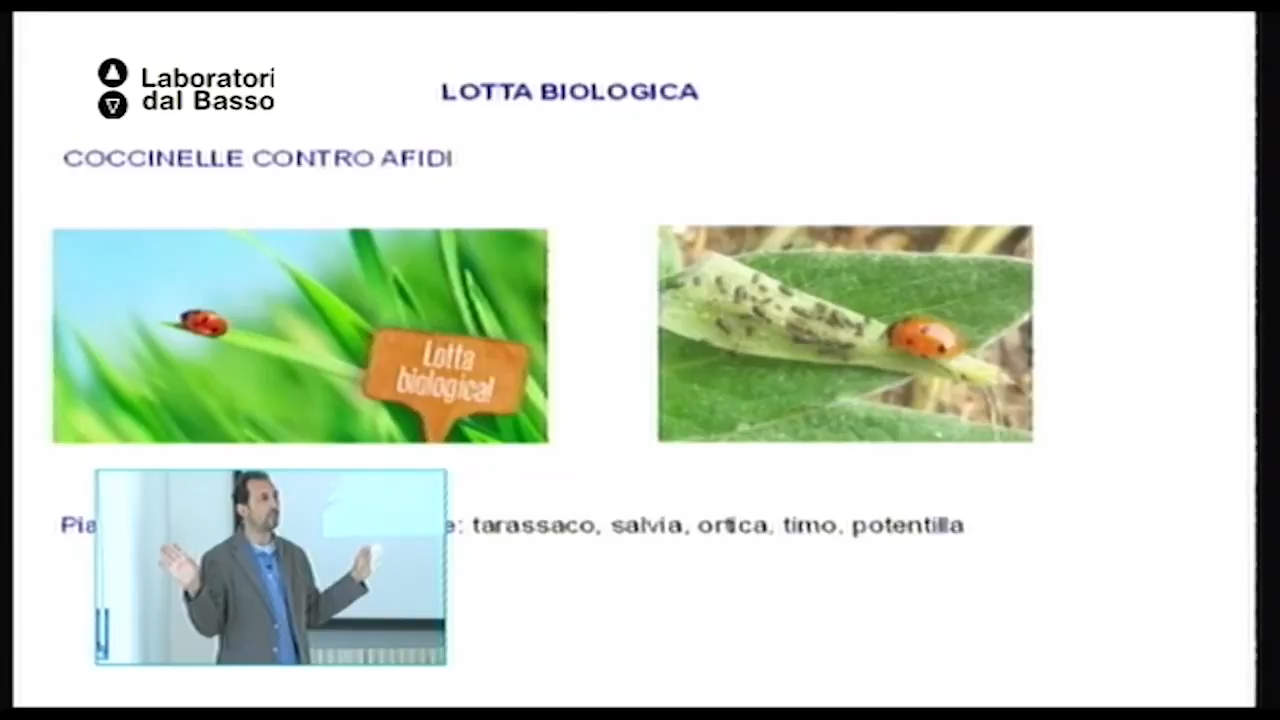 Laboratori
dal Basso
LOTTA BIOLOGICA
COCCINELLE CONTRO AFIDI
Lotta
biologica!
Pia
e: tarassaco, salvia, ortica, timo, potentilla